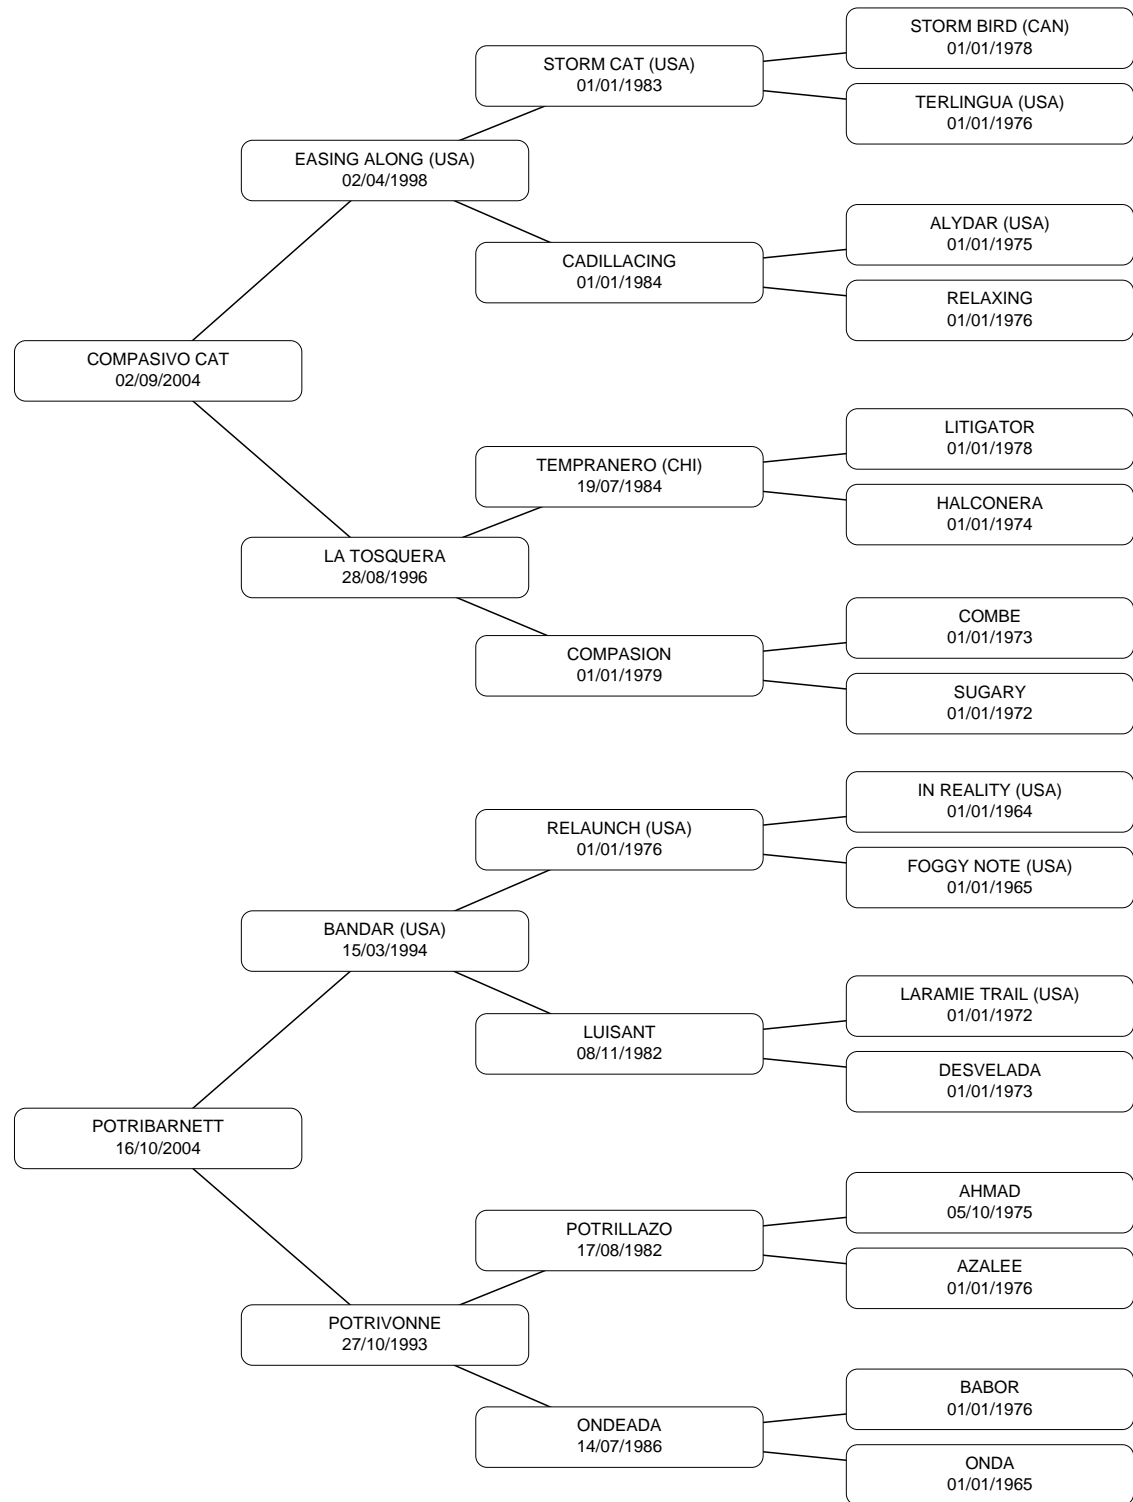 STORM BIRD (CAN)
01/01/1978
STORM CAT (USA)
01/01/1983
TERLINGUA (USA)
01/01/1976
EASING ALONG (USA)
02/04/1998
ALYDAR (USA)
01/01/1975
CADILLACING
01/01/1984
RELAXING
01/01/1976
COMPASIVO CAT
02/09/2004
LITIGATOR
01/01/1978
TEMPRANERO (CHI)
19/07/1984
HALCONERA
01/01/1974
LA TOSQUERA
28/08/1996
COMBE
01/01/1973
COMPASION
01/01/1979
SUGARY
01/01/1972
IN REALITY (USA)
01/01/1964
RELAUNCH (USA)
01/01/1976
FOGGY NOTE (USA)
01/01/1965
BANDAR (USA)
15/03/1994
LARAMIE TRAIL (USA)
01/01/1972
LUISANT
08/11/1982
DESVELADA
01/01/1973
POTRIBARNETT
16/10/2004
AHMAD
05/10/1975
POTRILLAZO
17/08/1982
AZALEE
01/01/1976
POTRIVONNE
27/10/1993
BABOR
01/01/1976
ONDEADA
14/07/1986
ONDA
01/01/1965